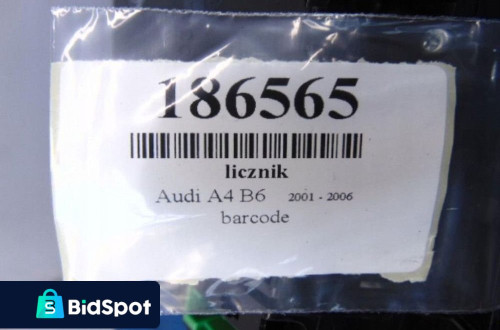 186565
licznik
Audi A4 B6 2001 - 2006
barcode
S
BidSpot